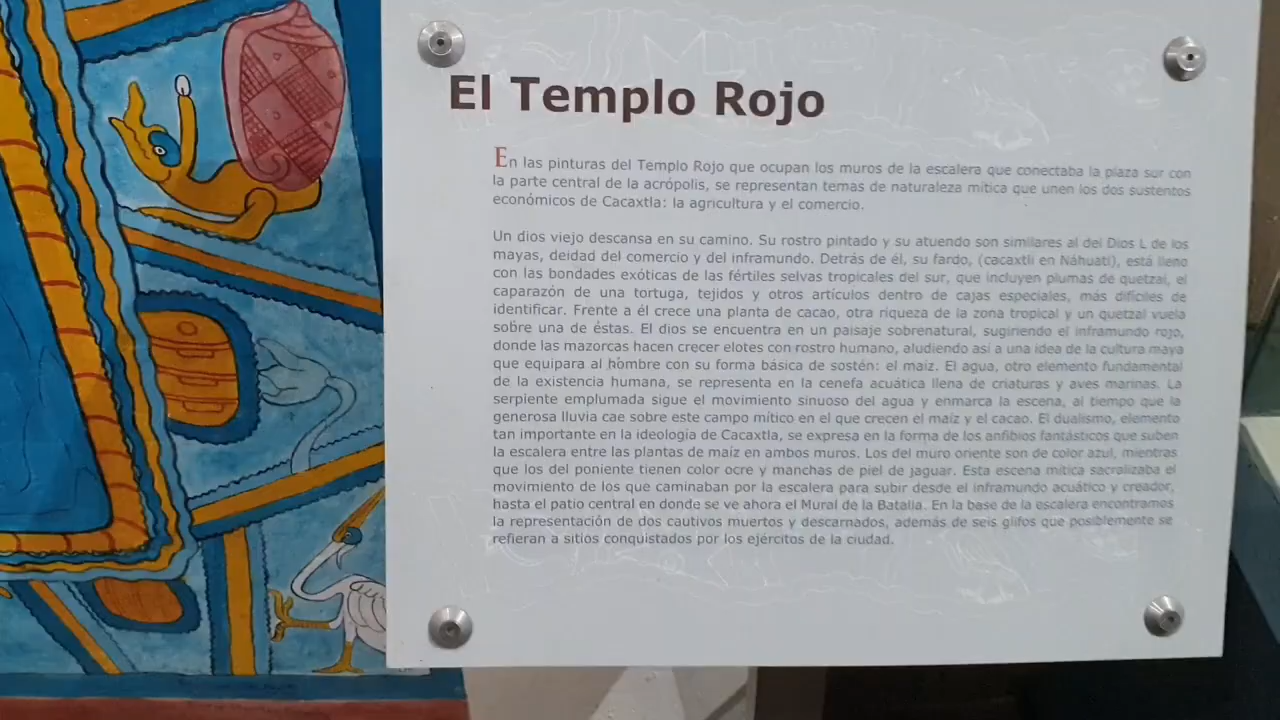 El Templo Rojo
En las pinturas del Templo Rojo que ocupan los muros de la escalera que conectaba la plaza sur con
la parte central de la acrópolis, se representan temas de naturaleza mítica que unen los dos sustentos
económicos de Cacaxtla: la agricultura y el comercio.
Un dios viejo descansa en su camino. Su rostro pintado y su atuendo son similares al del Dios L de los
mayas, deidad del comercio y del inframundo. Detrás de él, su fardo, (cacaxtli en Náhuatl), está lleno
con las bondades exóticas de las fértiles selvas tropicales del sur, que incluyen plumas de quetzal, el
caparazón de una tortuga, tejidos y otros artículos dentro de cajas especiales, más difíciles de
identificar. Frente a él crece una planta de cacao, otra riqueza de la zona tropical y un quetzal vuela
sobre una de éstas. El dios se encuentra en un paisaje sobrenatural, sugiriendo el inframundo rojo,
donde las mazorcas hacen crecer elotes con rostro humano, aludiendo así a una idea de la cultura maya
que equipara al hombre con su forma básica de sostén: el maíz. El agua, otro elemento fundamental
de la existencia humana, se representa en la cenefa acuática llena de criaturas y aves marinas. La
serpiente emplumada sigue el movimiento sinuoso del agua y enmarca la escena, al tiempo que la
generosa lluvia cae sobre este campo mítico en el que crecen el maíz y el cacao. El dualismo, elemento
tan importante en la ideología de Cacaxtla, se expresa en la forma de los anfibios fantásticos que suben
la escalera entre las plantas de maíz en ambos muros. Los del muro oriente son de color azul, mientras
que los del poniente tienen color ocre y manchas de piel de jaguar. Esta escena mítica sacralizaba el
movimiento de los que caminaban por la escalera para subir desde el inframundo acuático y creador,
hasta el patio central en donde se ve ahora el Mural de la Batalla. En la base de la escalera encontramos
la representación de dos cautivos muertos y descarnados, además de seis glifos que posiblemente se
refieran a sitios conquistados por los ejércitos de la ciudad.